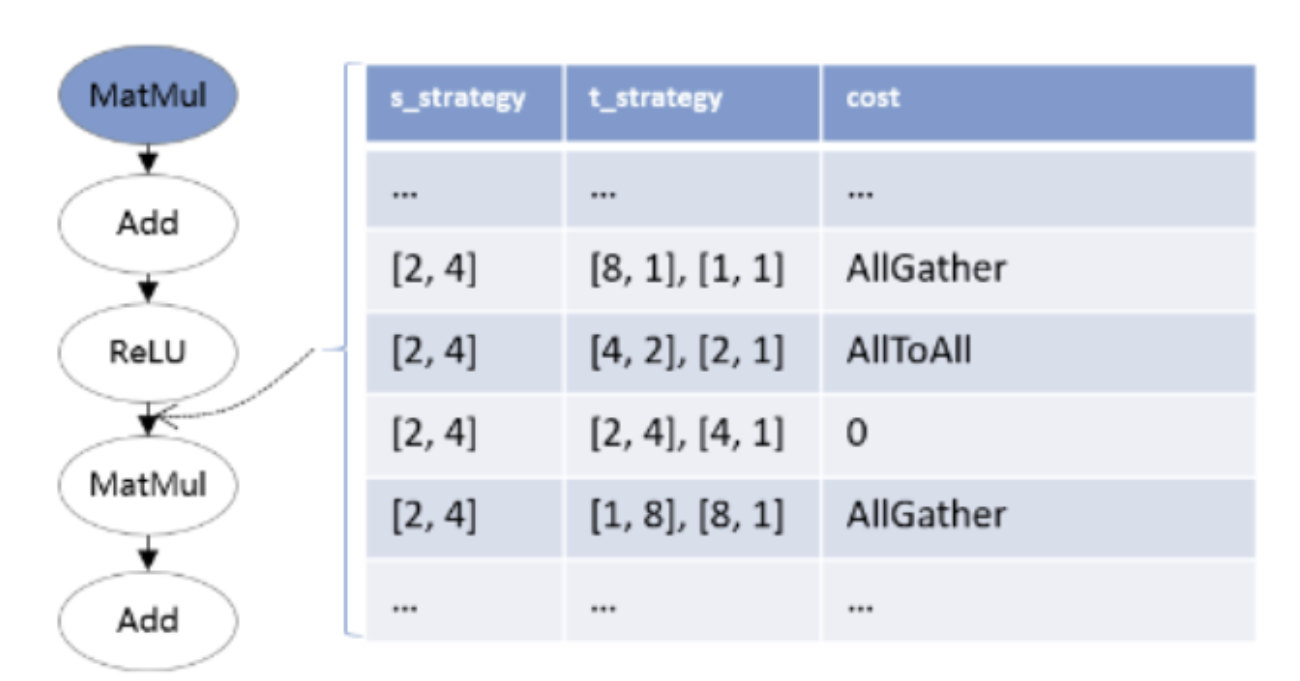 MatMul
Add
ReLU
MatMul
Add
s_strategy t_strategy cost
... ... ...
[2, 4] [8, 1], [1, 1] AllGather
[2, 4] [4, 2], [2, 1] AllToAll
[2, 4] [2, 4], [4, 1] 0
[2, 4] [1, 8], [8, 1] AllGather
... ... ...